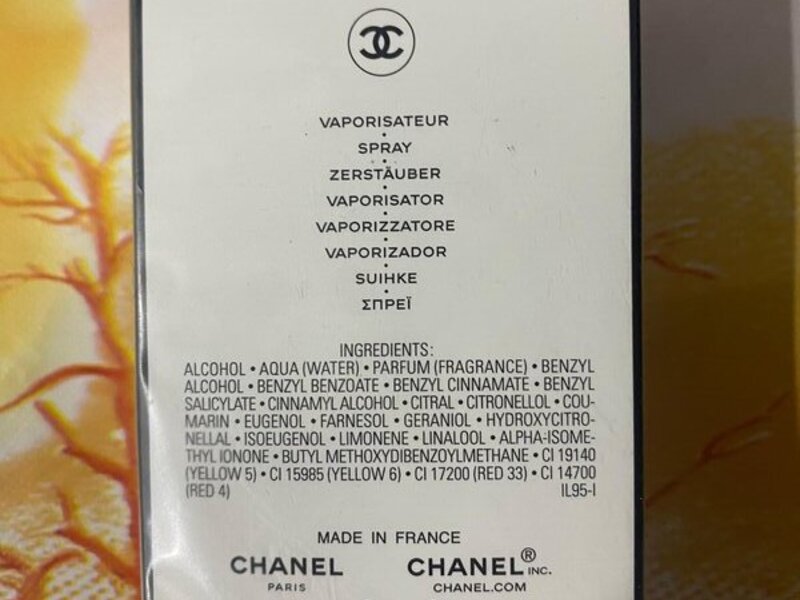 VAPORISATEUR
•
SPRAY
•
ZERSTÄUBER
•
VAPORISATOR
•
VAPORIZZATORE
•
VAPORIZADOR
•
SUIHKE
•
ΣΠΡΕΪ
INGREDIENTS:
ALCOHOL • AQUA (WATER) • PARFUM (FRAGRANCE) • BENZYL
ALCOHOL • BENZYL BENZOATE • BENZYL CINNAMATE • BENZYL
SALICYLATE • CINNAMYL ALCOHOL • CITRAL • CITRONELLOL • COU-
MARIN • EUGENOL • FARNESOL • GERANIOL • HYDROXYCITRO-
NELLAL • ISOEUGENOL • LIMONENE • LINALOOL • ALPHA-ISOME-
THYL IONONE • BUTYL METHOXYDIBENZOYLMETHANE • CI 19140
(YELLOW 5) • CI 15985 (YELLOW 6) • CI 17200 (RED 33) • CI 14700
(RED 4) IL95-I
MADE IN FRANCE
CHANEL CHANEL® INC.
PARIS CHANEL.COM